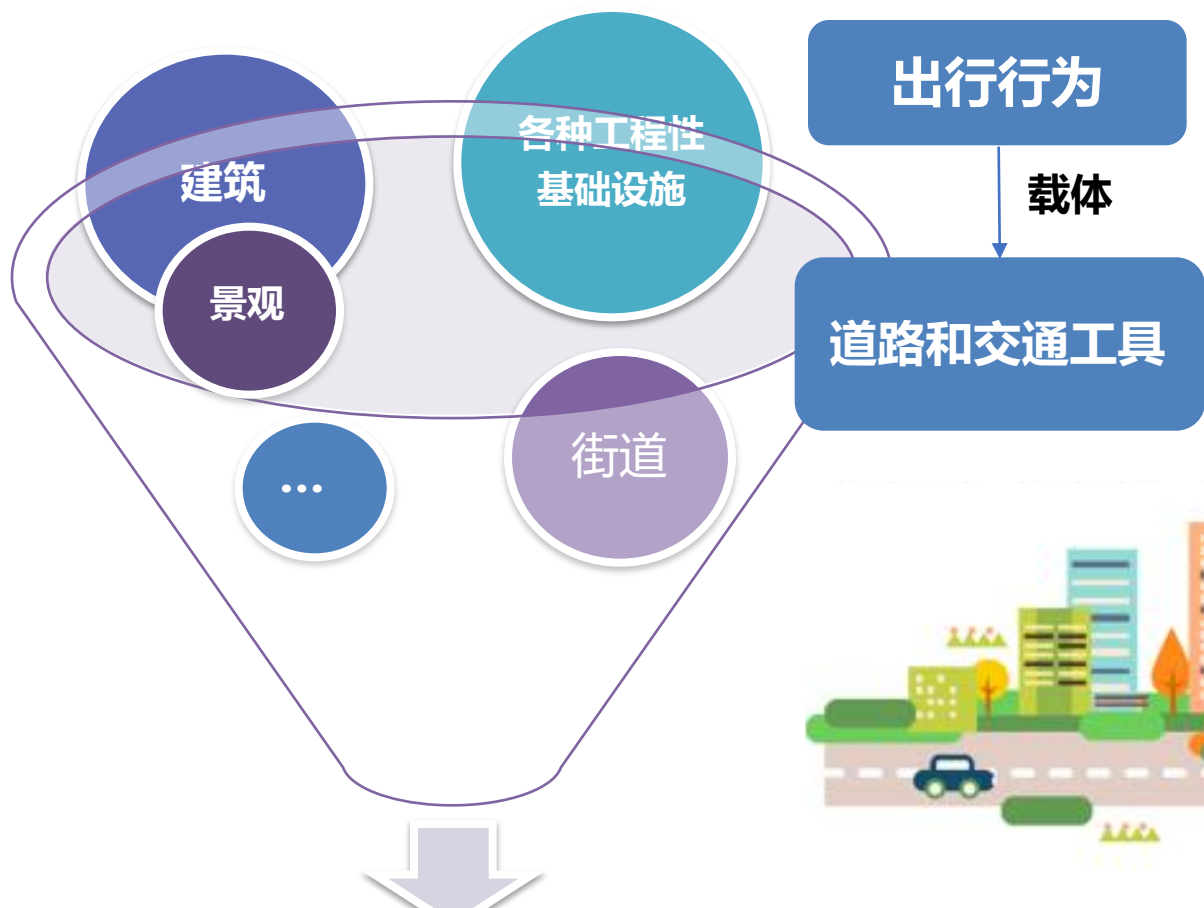 建筑
各种工程性
基础设施
景观
...
街道
出行行为
载体
道路和交通工具